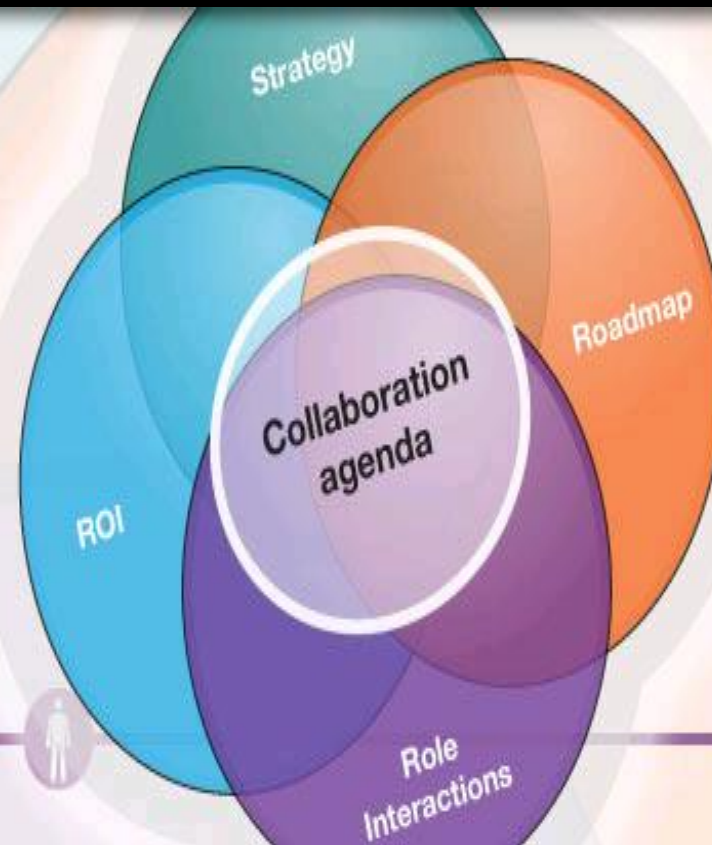 Strategy
Roadmap
Collaboration
agenda
ROI
Role
Interactions